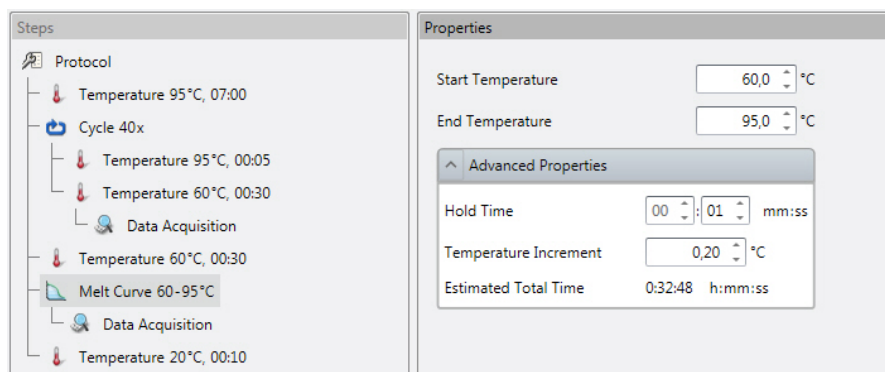 Steps
Protocol
Temperature 95°C, 07:00
Cycle 40x
Temperature 95°C, 00:05
Temperature 60°C, 00:30
Data Acquisition
Temperature 60°C, 00:30
Melt Curve 60-95°C
Data Acquisition
Temperature 20°C, 00:10
Properties
Start Temperature 60,0 °C
End Temperature 95,0 °C
Advanced Properties
Hold Time 00 : 01 mm:ss
Temperature Increment 0,20 °C
Estimated Total Time 0:32:48 h:mm:ss